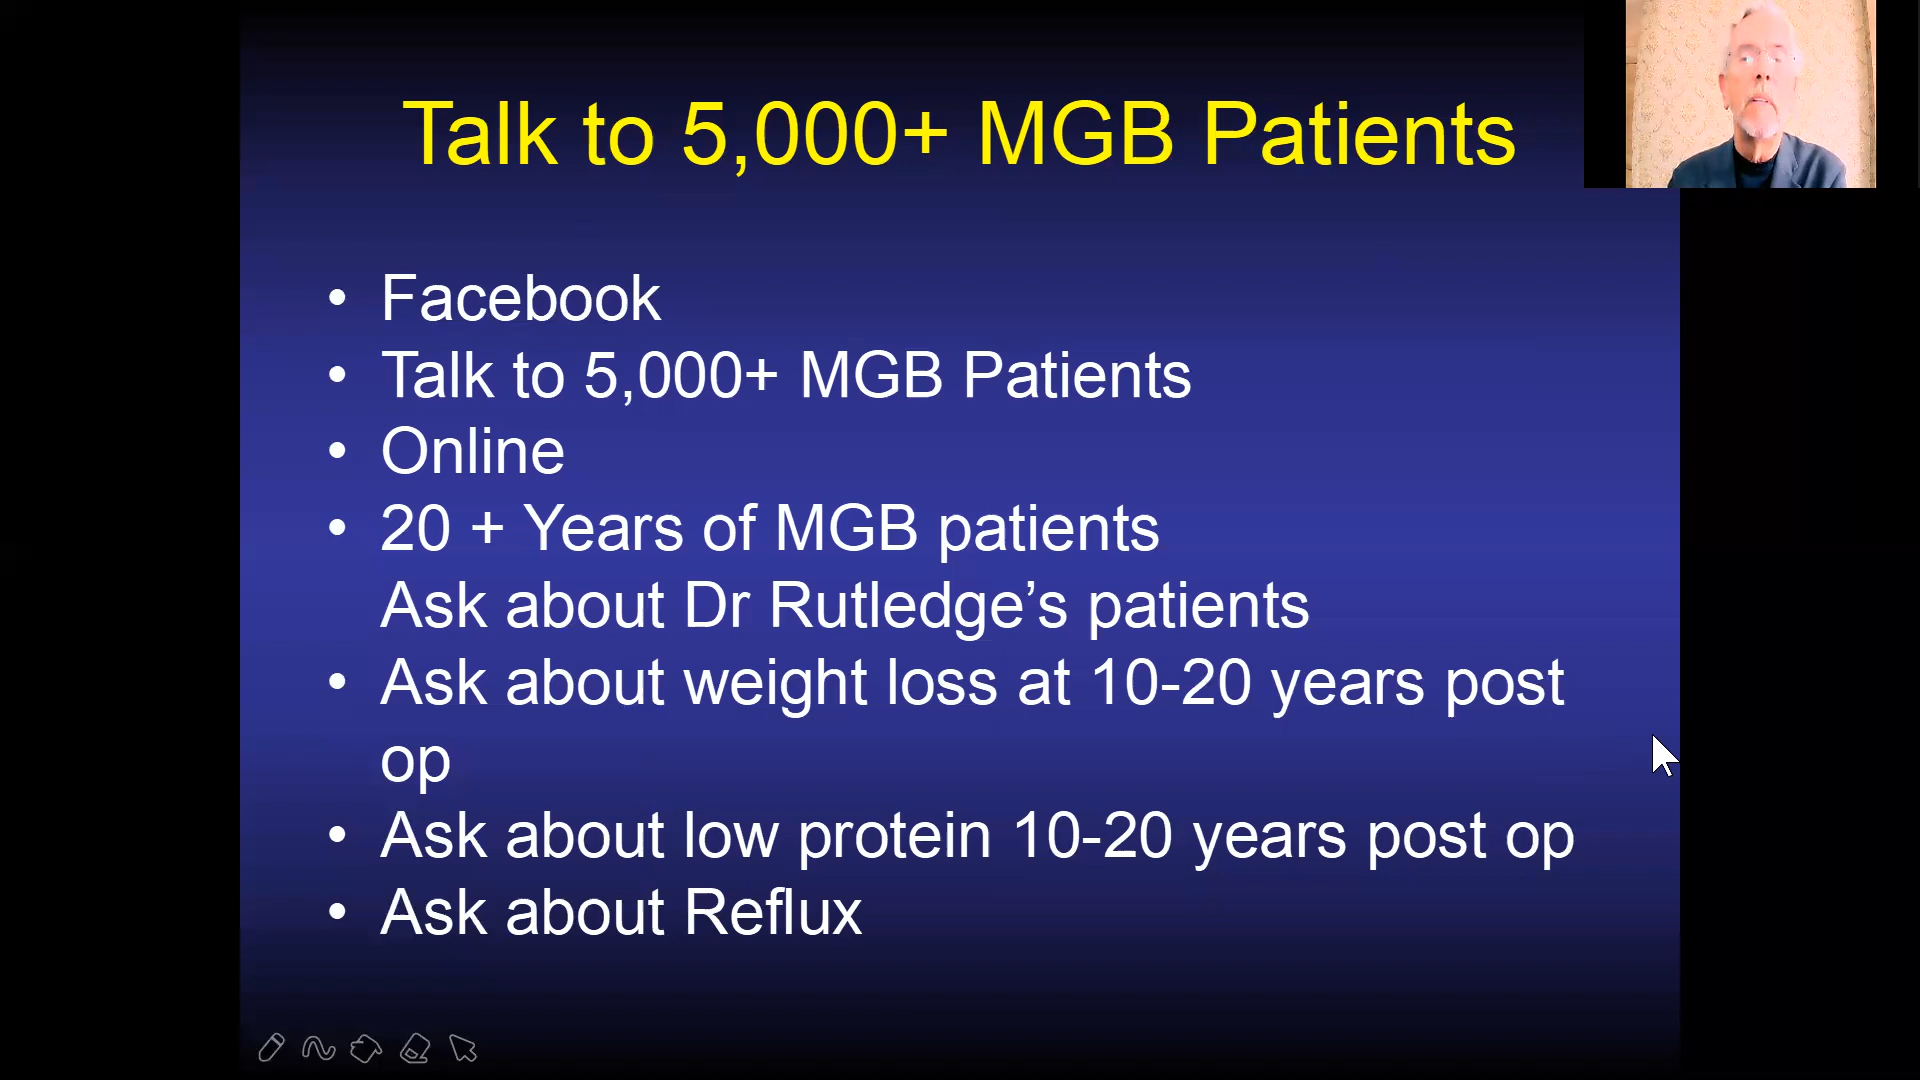 Talk to 5,000+ MGB Patients
• Facebook
• Talk to 5,000+ MGB Patients
• Online
• 20 + Years of MGB patients
Ask about Dr Rutledge’s patients
• Ask about weight loss at 10-20 years post
op
• Ask about low protein 10-20 years post op
• Ask about Reflux